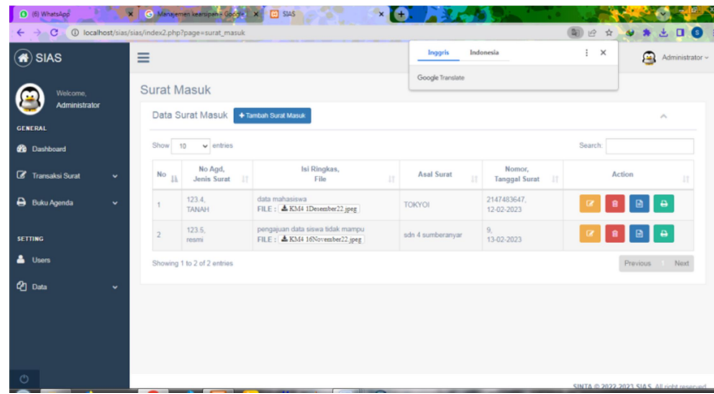 (6) WhatsApp
Manajemen kearsipan - Google
SIAS
localhost/sias/sias/index2.php?page=surat_masuk
SIAS
Welcome,
Administrator
GENERAL
Dashboard
Transaksi Surat
Buku Agenda
SETTING
Users
Data
Inggris Indonesia
Google Translate
Administrator
Surat Masuk
Data Surat Masuk + Tambah Surat Masuk
Show 10 entries Search:
No No Agd, Jenis Surat Isi Ringkas, File Asal Surat Nomor, Tanggal Surat Action
1 123.4, TANAH data mahasiswa FILE : KM4 1Desember22.jpeg TOKYOI 2147483647, 12-02-2023
2 123.5, resmi pengajuan data siswa tidak mampu FILE : KM4 16November22.jpeg sdn 4 sumberanyar 9, 13-02-2023
Showing 1 to 2 of 2 entries
Previous 1 Next
SINTA © 2022-2023 SIAS. All right reserved